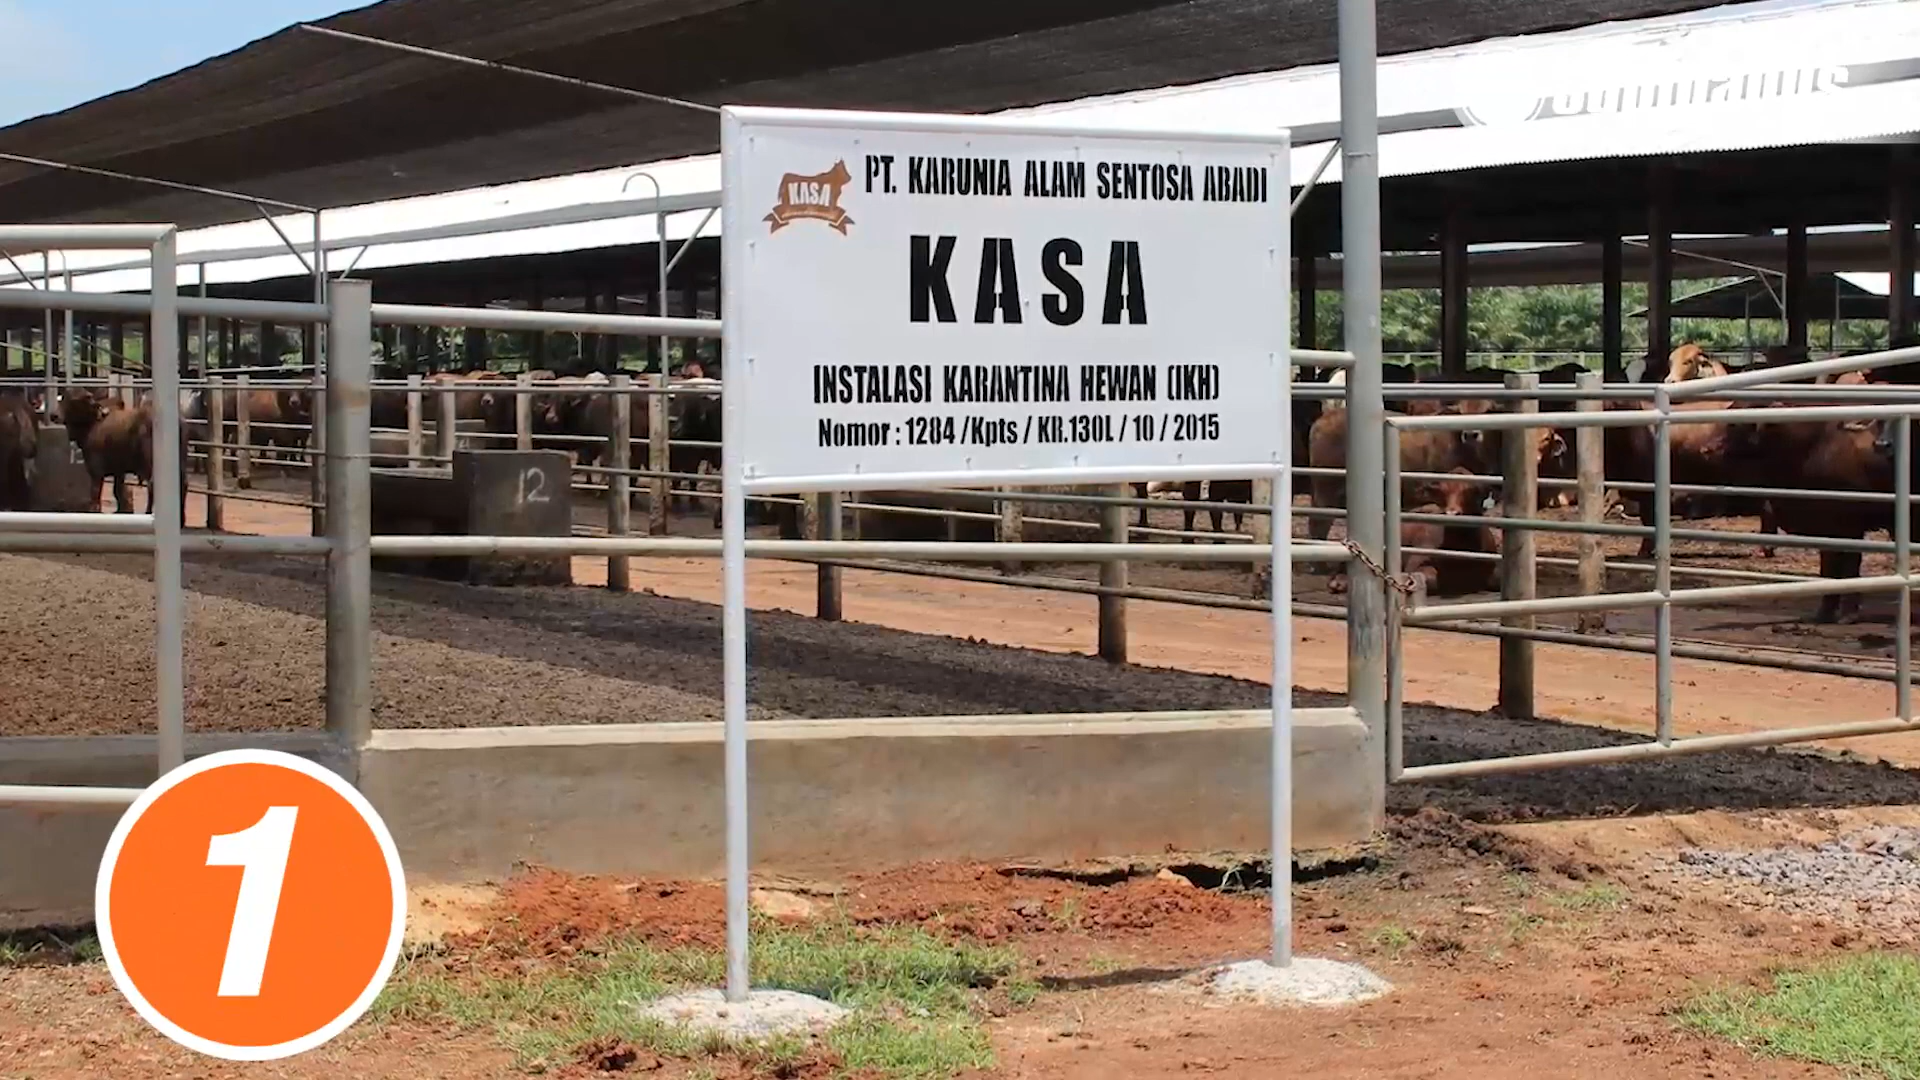 KASA
PT. KARUNIA ALAM SENTOSA ABADI
KASA
INSTALASI KARANTINA HEWAN (IKH)
Nomor : 1284 /Kpts / KR.130L / 10 / 2015
12
1